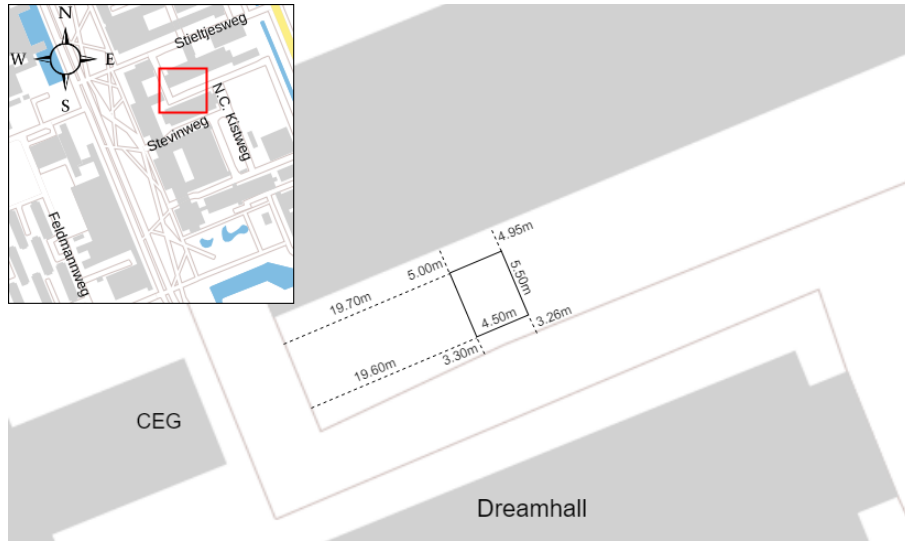 N
W
E
S
Stieltjesweg
N.C. Kistweg
Stevinweg
Feldmannweg
4.95m
5.00m
5.50m
19.70m
4.50m
3.26m
3.30m
19.60m
CEG
Dreamhall